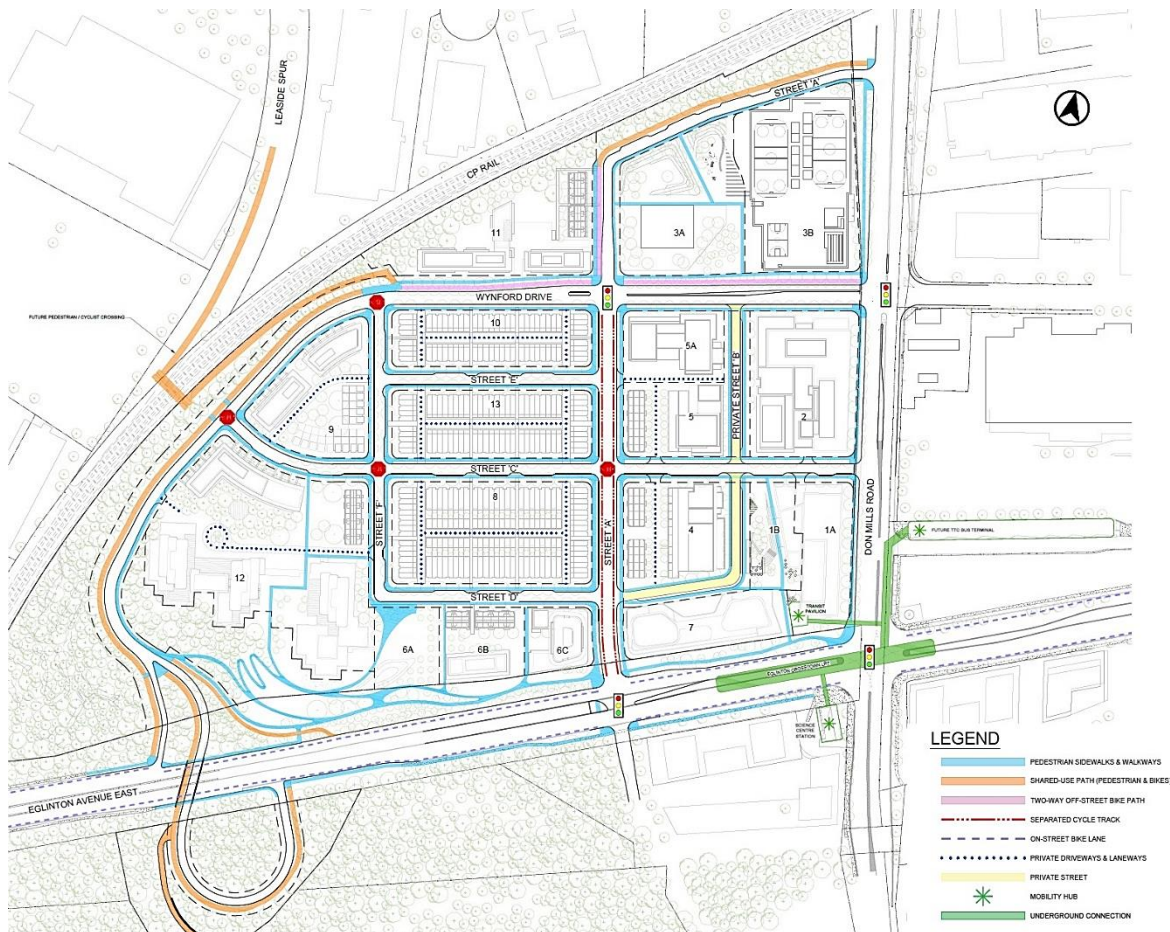 LEASIDE SPUR
CP RAIL
STREET 'A'
3A
3B
11
WYNFORD DRIVE
FUTURE PEDESTRIAN / CYCLIST CROSSING
10
5A
STREET 'E'
PRIVATE STREET 'B'
13
5
2
9
STREET 'C'
8
4
1B
1A
DON MILLS ROAD
FUTURE TTC BUS TERMINAL
STREET 'F'
STREET 'A'
12
STREET 'D'
TRANSIT
PAVILION
7
6A
6B
6C
EGLINTON CROSSTOWN LRT
SCIENCE
CENTRE
STATION
EGLINTON AVENUE EAST
LEGEND
PEDESTRIAN SIDEWALKS & WALKWAYS
SHARED-USE PATH (PEDESTRIAN & BIKES)
TWO-WAY OFF-STREET BIKE PATH
SEPARATED CYCLE TRACK
ON-STREET BIKE LANE
PRIVATE DRIVEWAYS & LANEWAYS
PRIVATE STREET
MOBILITY HUB
UNDERGROUND CONNECTION